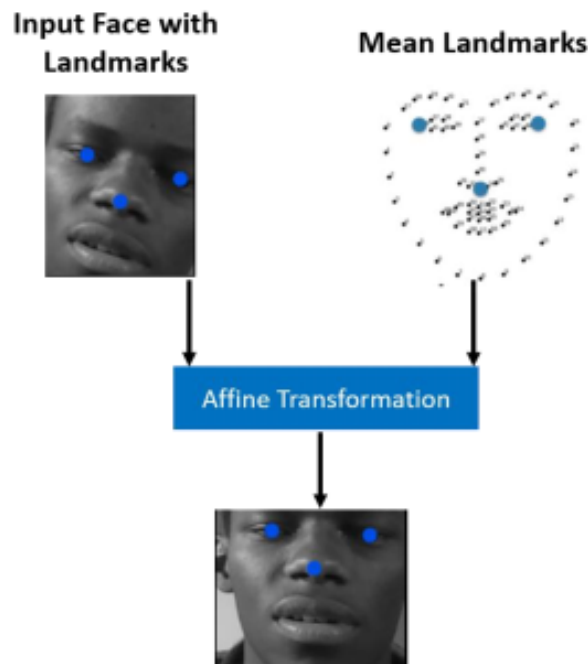 Input Face with
Landmarks
Mean Landmarks
Affine Transformation